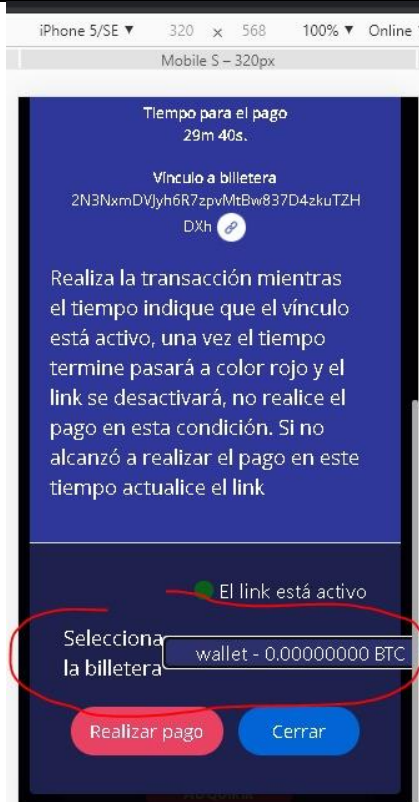 iPhone 5/SE ▼ 320 x 568 100% ▼ Online
Mobile S – 320px
Tiempo para el pago
29m 40s.
Vínculo a billetera
2N3NxmDVJyh6R7zpvMtBw837D4zkuTZH
DXh
Realiza la transacción mientras
el tiempo indique que el vínculo
está activo, una vez el tiempo
termine pasará a color rojo y el
link se desactivará, no realice el
pago en esta condición. Si no
alcanzó a realizar el pago en este
tiempo actualice el link
El link está activo
Selecciona
la billetera
wallet - 0.00000000 BTC
Realizar pago Cerrar